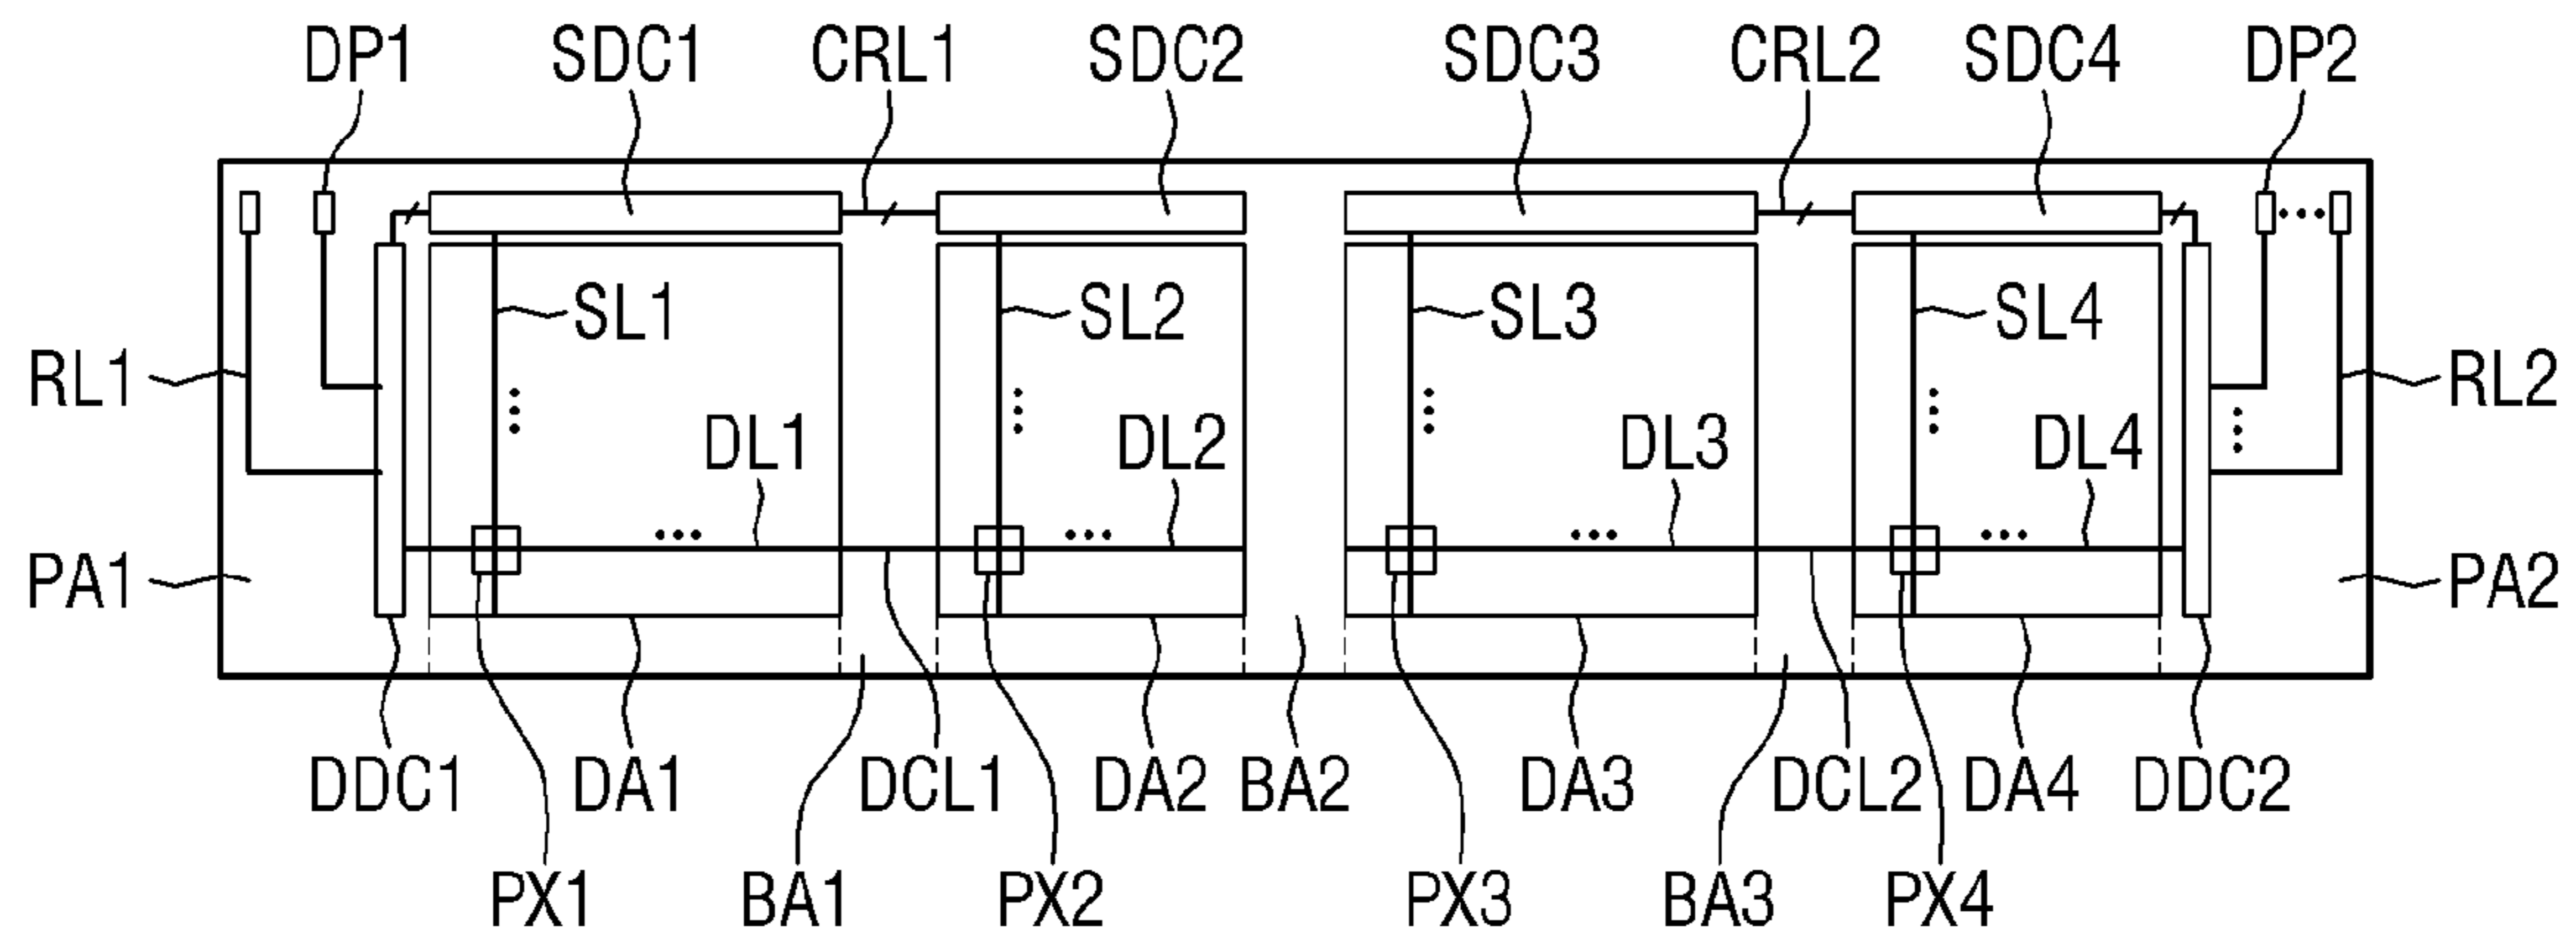 DP1 SDC1 CRL1 SDC2 SDC3 CRL2 SDC4 DP2
SL1 SL2 SL3 SL4
RL1 RL2
DL1 DL2 DL3 DL4
PA1 PA2
DDC1 DA1 DCL1 DA2 BA2 DA3 DCL2 DA4 DDC2
PX1 BA1 PX2 PX3 BA3 PX4